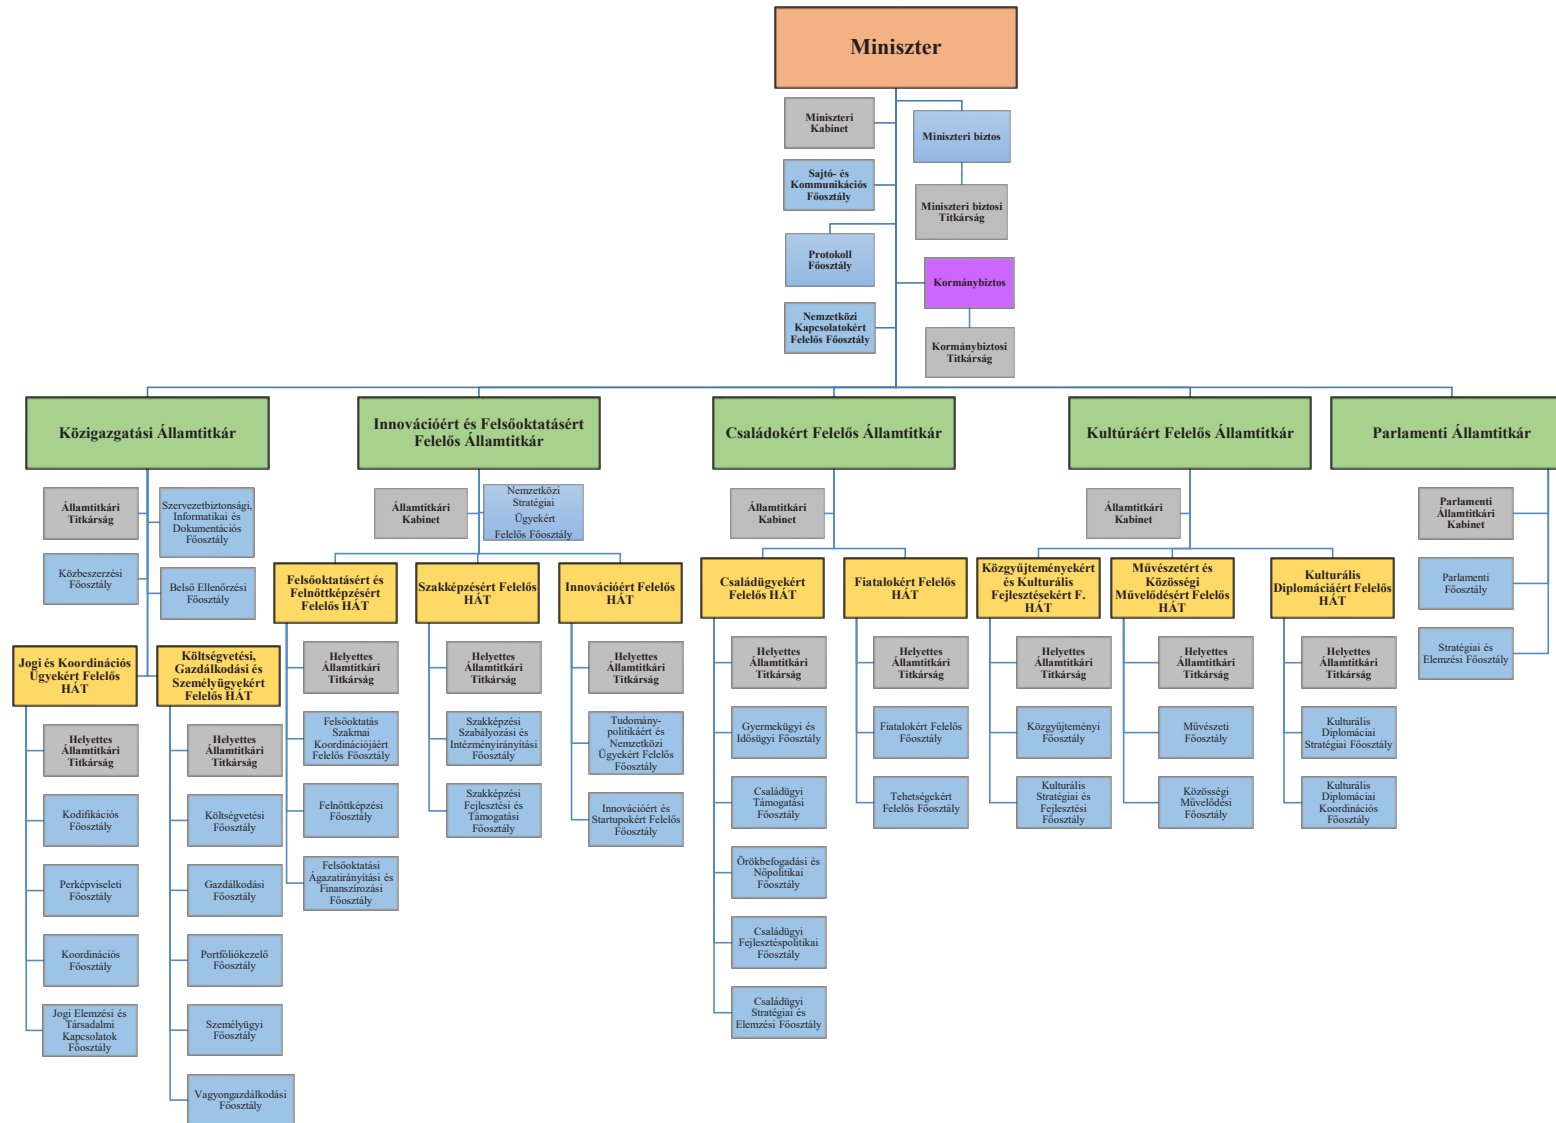 Miniszter
Miniszteri
Kabinet
Miniszteri biztos
Sajtó- és
Kommunikációs
Főosztály
Miniszteri biztosi
Titkárság
Protokoll
Főosztály
Kormánybiztos
Nemzetközi
Kapcsolatokért
Felelős Főosztály
Kormánybiztosi
Titkárság
Közigazgatási Államtitkár
Innovációért és Felsőoktatásért
Felelős Államtitkár
Családokért Felelős Államtitkár
Kultúráért Felelős Államtitkár
Parlamenti Államtitkár
Államtitkári
Titkárság
Szervezetbiztonsági,
Informatikai és
Dokumentációs
Főosztály
Közbeszerzési
Főosztály
Belső Ellenőrzési
Főosztály
Államtitkári
Kabinet
Nemzetközi
Stratégiai
Ügyekért
Felelős Főosztály
Államtitkári
Kabinet
Államtitkári
Kabinet
Parlamenti
Államtitkári
Kabinet
Parlamenti
Főosztály
Stratégiai és
Elemzési Főosztály
Jogi és Koordinációs
Ügyekért Felelős
HÁT
Helyettes
Államtitkári
Titkárság
Kodifikációs
Főosztály
Perképviseleti
Főosztály
Koordinációs
Főosztály
Jogi Elemzési és
Társadalmi
Kapcsolatok
Főosztály
Költségvetési,
Gazdálkodási és
Személyügyekért
Felelős HÁT
Helyettes
Államtitkári
Titkárság
Költségvetési
Főosztály
Gazdálkodási
Főosztály
Portfóliókezelő
Főosztály
Személyügyi
Főosztály
Vagyongazdálkodási
Főosztály
Felsőoktatásért és
Felnőttképzésért
Felelős HÁT
Helyettes
Államtitkári
Titkárság
Felsőoktatás
Szakmai
Koordinációjáért
Felelős Főosztály
Felnőttképzési
Főosztály
Felsőoktatási
Ágazatirányítási és
Finanszírozási
Főosztály
Szakképzésért Felelős
HÁT
Helyettes
Államtitkári
Titkárság
Szakképzési
Szabályozási és
Intézményirányítási
Főosztály
Szakképzési
Fejlesztési és
Támogatási
Főosztály
Innovációért Felelős
HÁT
Helyettes
Államtitkári
Titkárság
Tudomány-
politikáért és
Nemzetközi
Ügyekért Felelős
Főosztály
Innovációért és
Startupokért Felelős
Főosztály
Családügyekért
Felelős HÁT
Helyettes
Államtitkári
Titkárság
Gyermekügyi és
Idősügyi Főosztály
Családügyi
Támogatási
Főosztály
Örökbefogadási és
Nőpolitikai
Főosztály
Családügyi
Fejlesztéspolitikai
Főosztály
Családügyi
Stratégiai és
Elemzési Főosztály
Fiatalokért Felelős
HÁT
Helyettes
Államtitkári
Titkárság
Fiatalokért Felelős
Főosztály
Tehetségekért
Felelős Főosztály
Közgyűjteményekért
és Kulturális
Fejlesztésekért F.
HÁT
Helyettes
Államtitkári
Titkárság
Közgyűjteményi
Főosztály
Kulturális
Stratégiai és
Fejlesztési
Főosztály
Művészetért és
Közösségi
Művelődésért Felelős
HÁT
Helyettes
Államtitkári
Titkárság
Művészeti
Főosztály
Közösségi
Művelődési
Főosztály
Kulturális
Diplomáciáért Felelős
HÁT
Helyettes
Államtitkári
Titkárság
Kulturális
Diplomáciai
Stratégiai Főosztály
Kulturális
Diplomáciai
Koordinációs
Főosztály